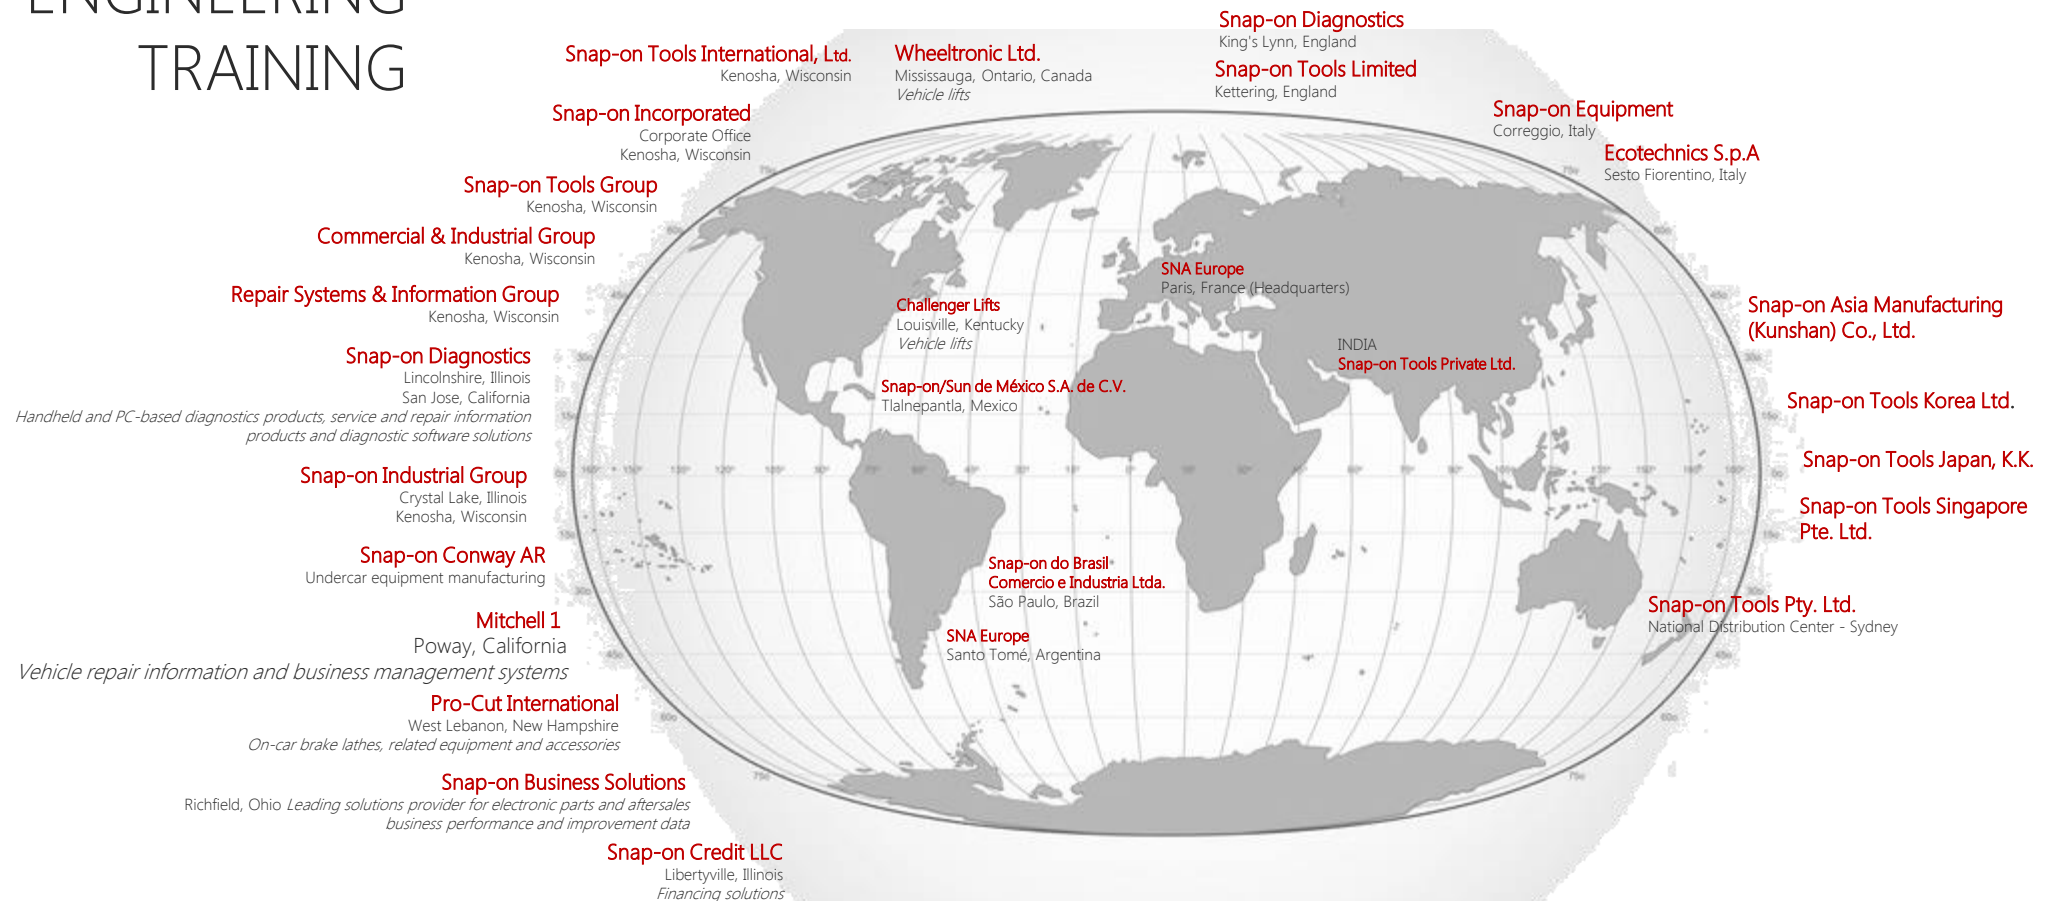 ENGINEERING
TRAINING
Snap-on Tools International, Ltd.
Kenosha, Wisconsin
Snap-on Incorporated
Corporate Office
Kenosha, Wisconsin
Snap-on Tools Group
Kenosha, Wisconsin
Commercial & Industrial Group
Kenosha, Wisconsin
Repair Systems & Information Group
Kenosha, Wisconsin
Snap-on Diagnostics
Lincolnshire, Illinois
San Jose, California
Handheld and PC-based diagnostics products, service and repair information
products and diagnostic software solutions
Snap-on Industrial Group
Crystal Lake, Illinois
Kenosha, Wisconsin
Snap-on Conway AR
Undercar equipment manufacturing
Mitchell 1
Poway, California
Vehicle repair information and business management systems
Pro-Cut International
West Lebanon, New Hampshire
On-car brake lathes, related equipment and accessories
Snap-on Business Solutions
Richfield, Ohio Leading solutions provider for electronic parts and aftersales
business performance and improvement data
Snap-on Credit LLC
Libertyville, Illinois
Financing solutions
Wheeltronic Ltd.
Mississauga, Ontario, Canada
Vehicle lifts
Challenger Lifts
Louisville, Kentucky
Vehicle lifts
Snap-on/Sun de México S.A. de C.V.
Tlalnepantla, Mexico
Snap-on do Brasil
Comercio e Industria Ltda.
São Paulo, Brazil
SNA Europe
Santo Tomé, Argentina
Snap-on Diagnostics
King's Lynn, England
Snap-on Tools Limited
Kettering, England
Snap-on Equipment
Correggio, Italy
Ecotechnics S.p.A
Sesto Fiorentino, Italy
SNA Europe
Paris, France (Headquarters)
INDIA
Snap-on Tools Private Ltd.
Snap-on Asia Manufacturing
(Kunshan) Co., Ltd.
Snap-on Tools Korea Ltd.
Snap-on Tools Japan, K.K.
Snap-on Tools Singapore
Pte. Ltd.
Snap-on Tools Pty. Ltd.
National Distribution Center - Sydney